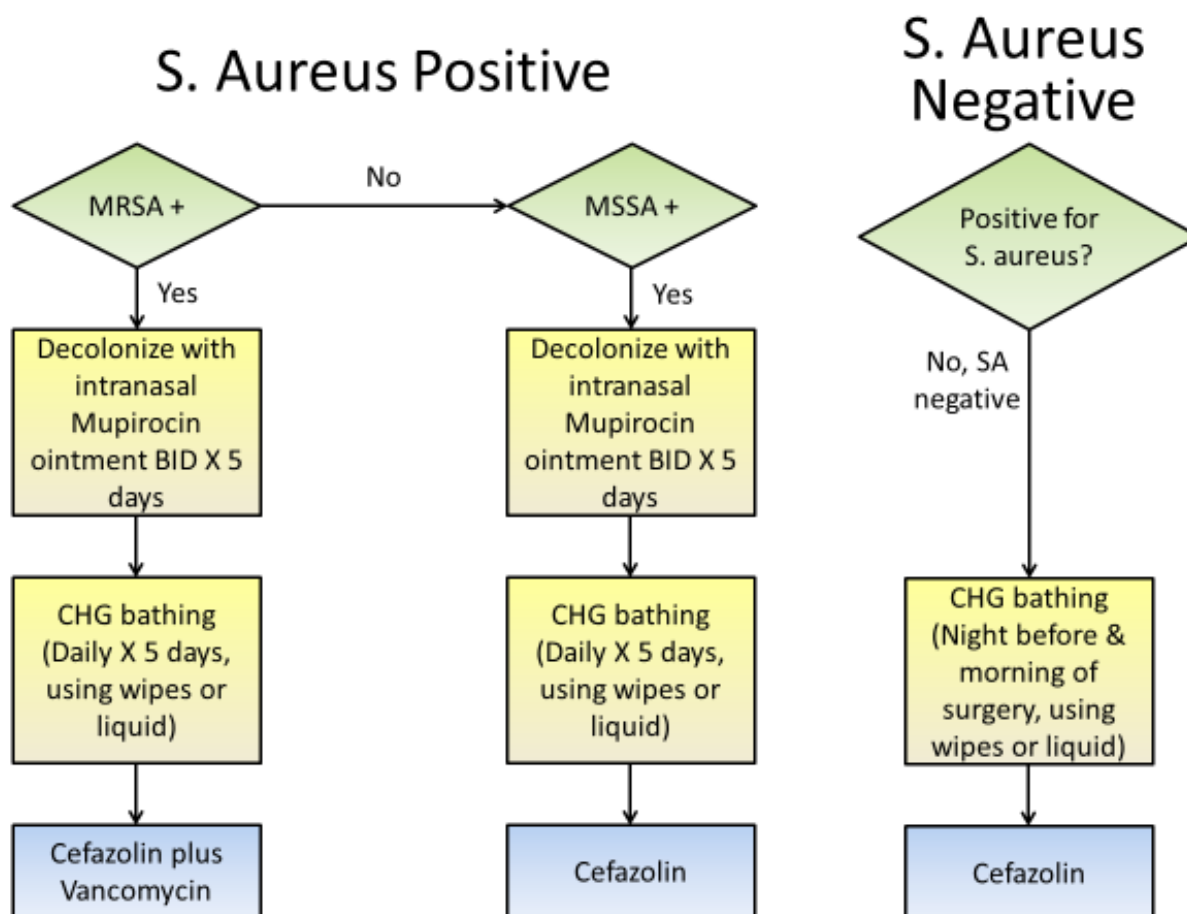 S. Aureus Positive
MRSA +
No
MSSA +
Yes
Yes
Decolonize with
intranasal
Mupirocin
ointment BID X 5
days
Decolonize with
intranasal
Mupirocin
ointment BID X 5
days
CHG bathing
(Daily X 5 days,
using wipes or
liquid)
CHG bathing
(Daily X 5 days,
using wipes or
liquid)
Cefazolin plus
Vancomycin
Cefazolin
S. Aureus
Negative
Positive for
S. aureus?
No, SA
negative
CHG bathing
(Night before &
morning of
surgery, using
wipes or liquid)
Cefazolin